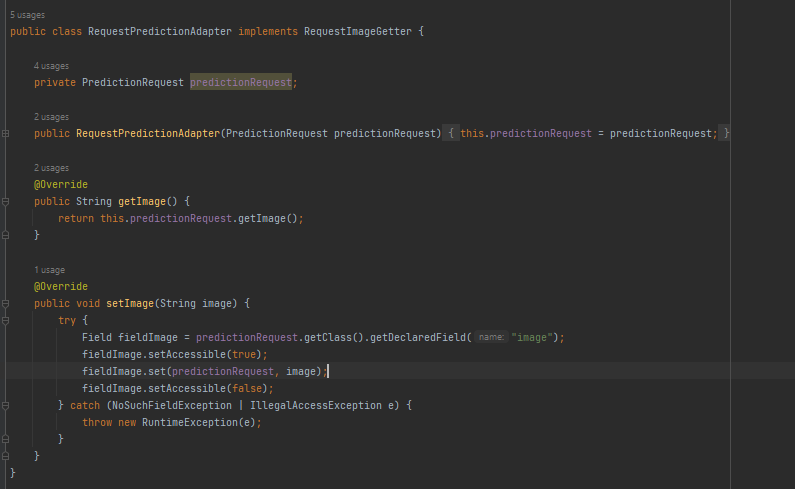 5 usages
public class RequestPredictionAdapter implements RequestImageGetter {
4 usages
private PredictionRequest predictionRequest;
2 usages
public RequestPredictionAdapter(PredictionRequest predictionRequest) { this.predictionRequest = predictionRequest; }
2 usages
@Override
public String getImage() {
return this.predictionRequest.getImage();
}
1 usage
@Override
public void setImage(String image) {
try {
Field fieldImage = predictionRequest.getClass().getDeclaredField( name: "image");
fieldImage.setAccessible(true);
fieldImage.set(predictionRequest, image);
fieldImage.setAccessible(false);
} catch (NoSuchFieldException | IllegalAccessException e) {
throw new RuntimeException(e);
}
}
}